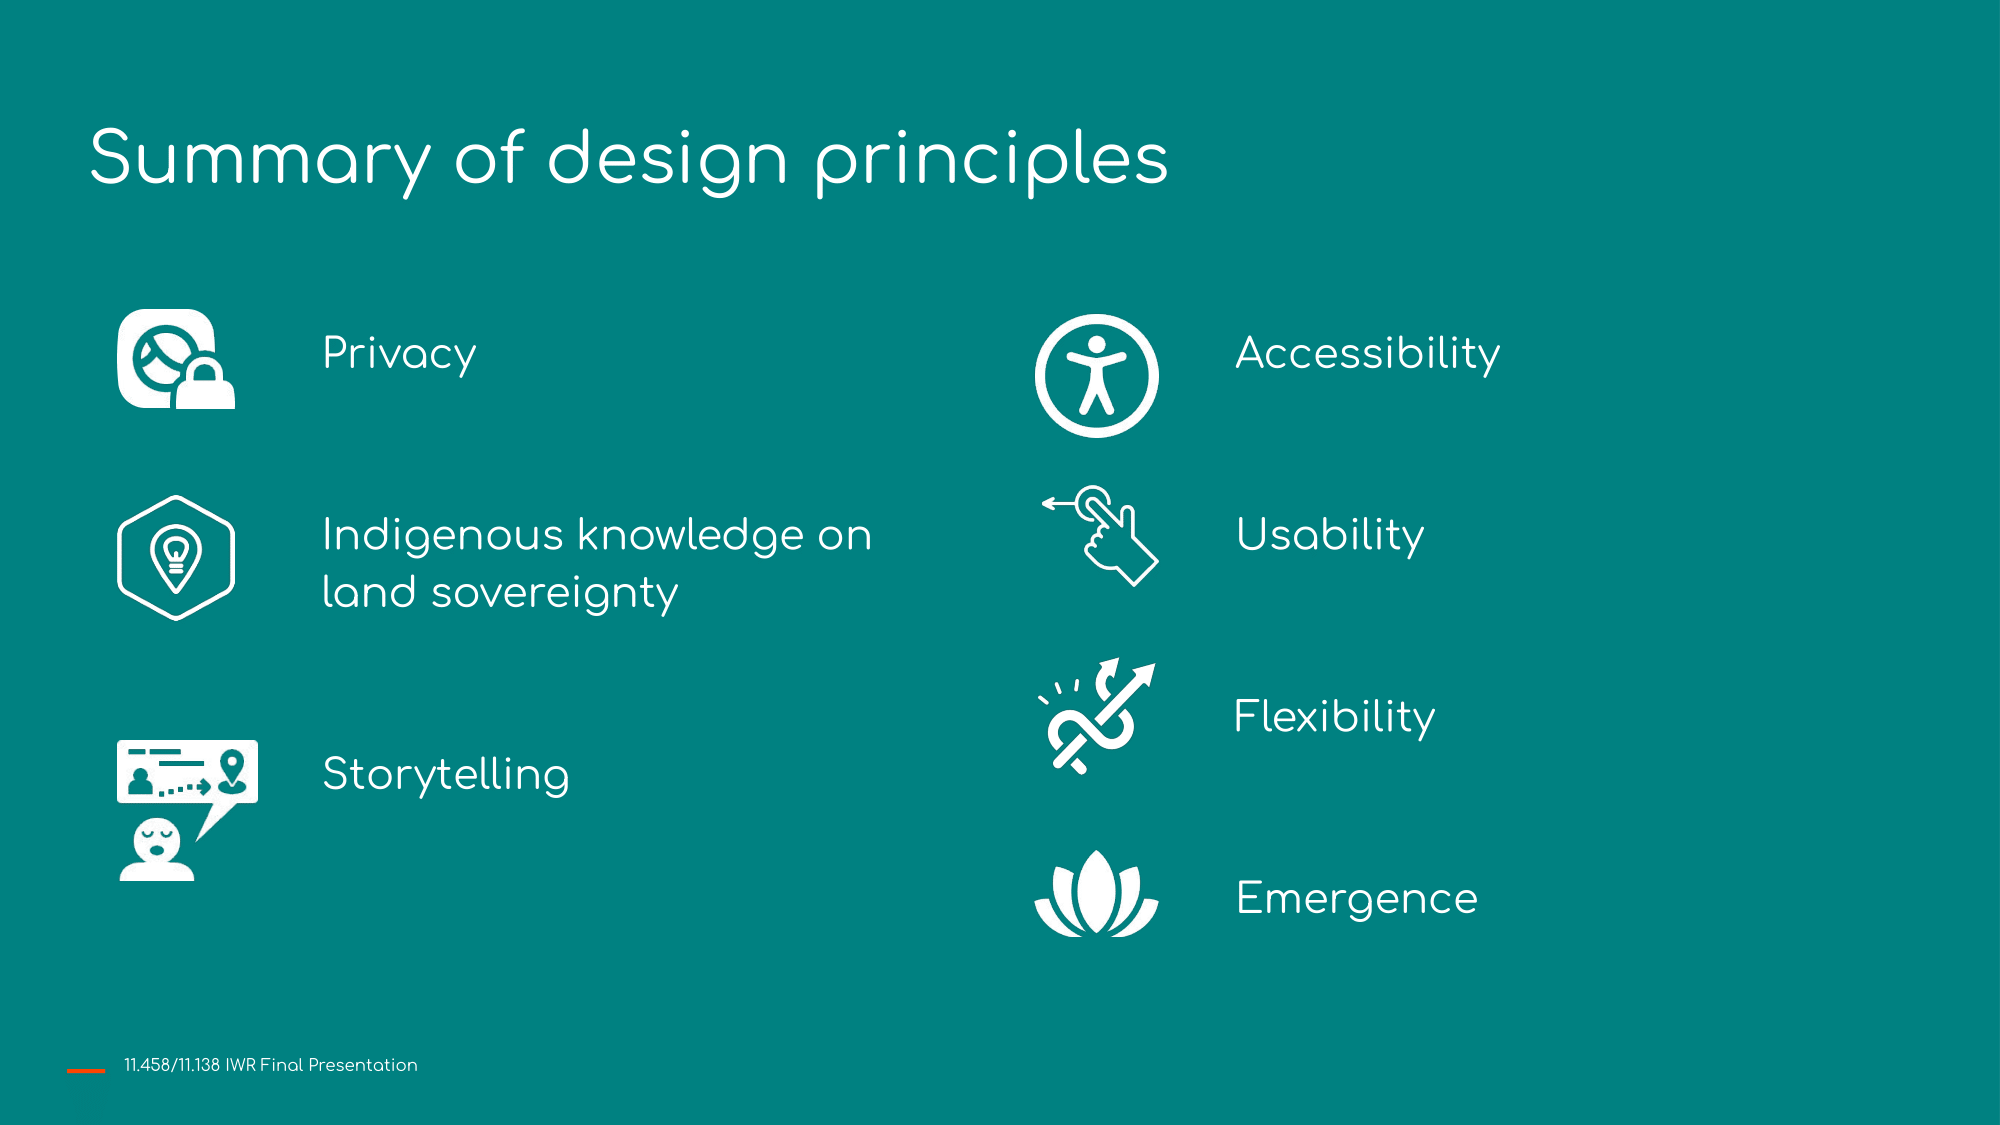 Summary of design principles
Privacy
Indigenous knowledge on
land sovereignty
Storytelling
Accessibility
Usability
Flexibility
Emergence
11.458/11.138 IWR Final Presentation